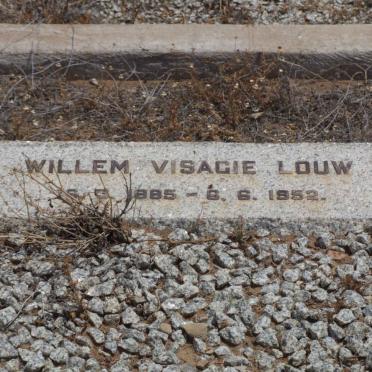 WILLEM VISAGIE LOUW
1885 - 6. 6. 1952.